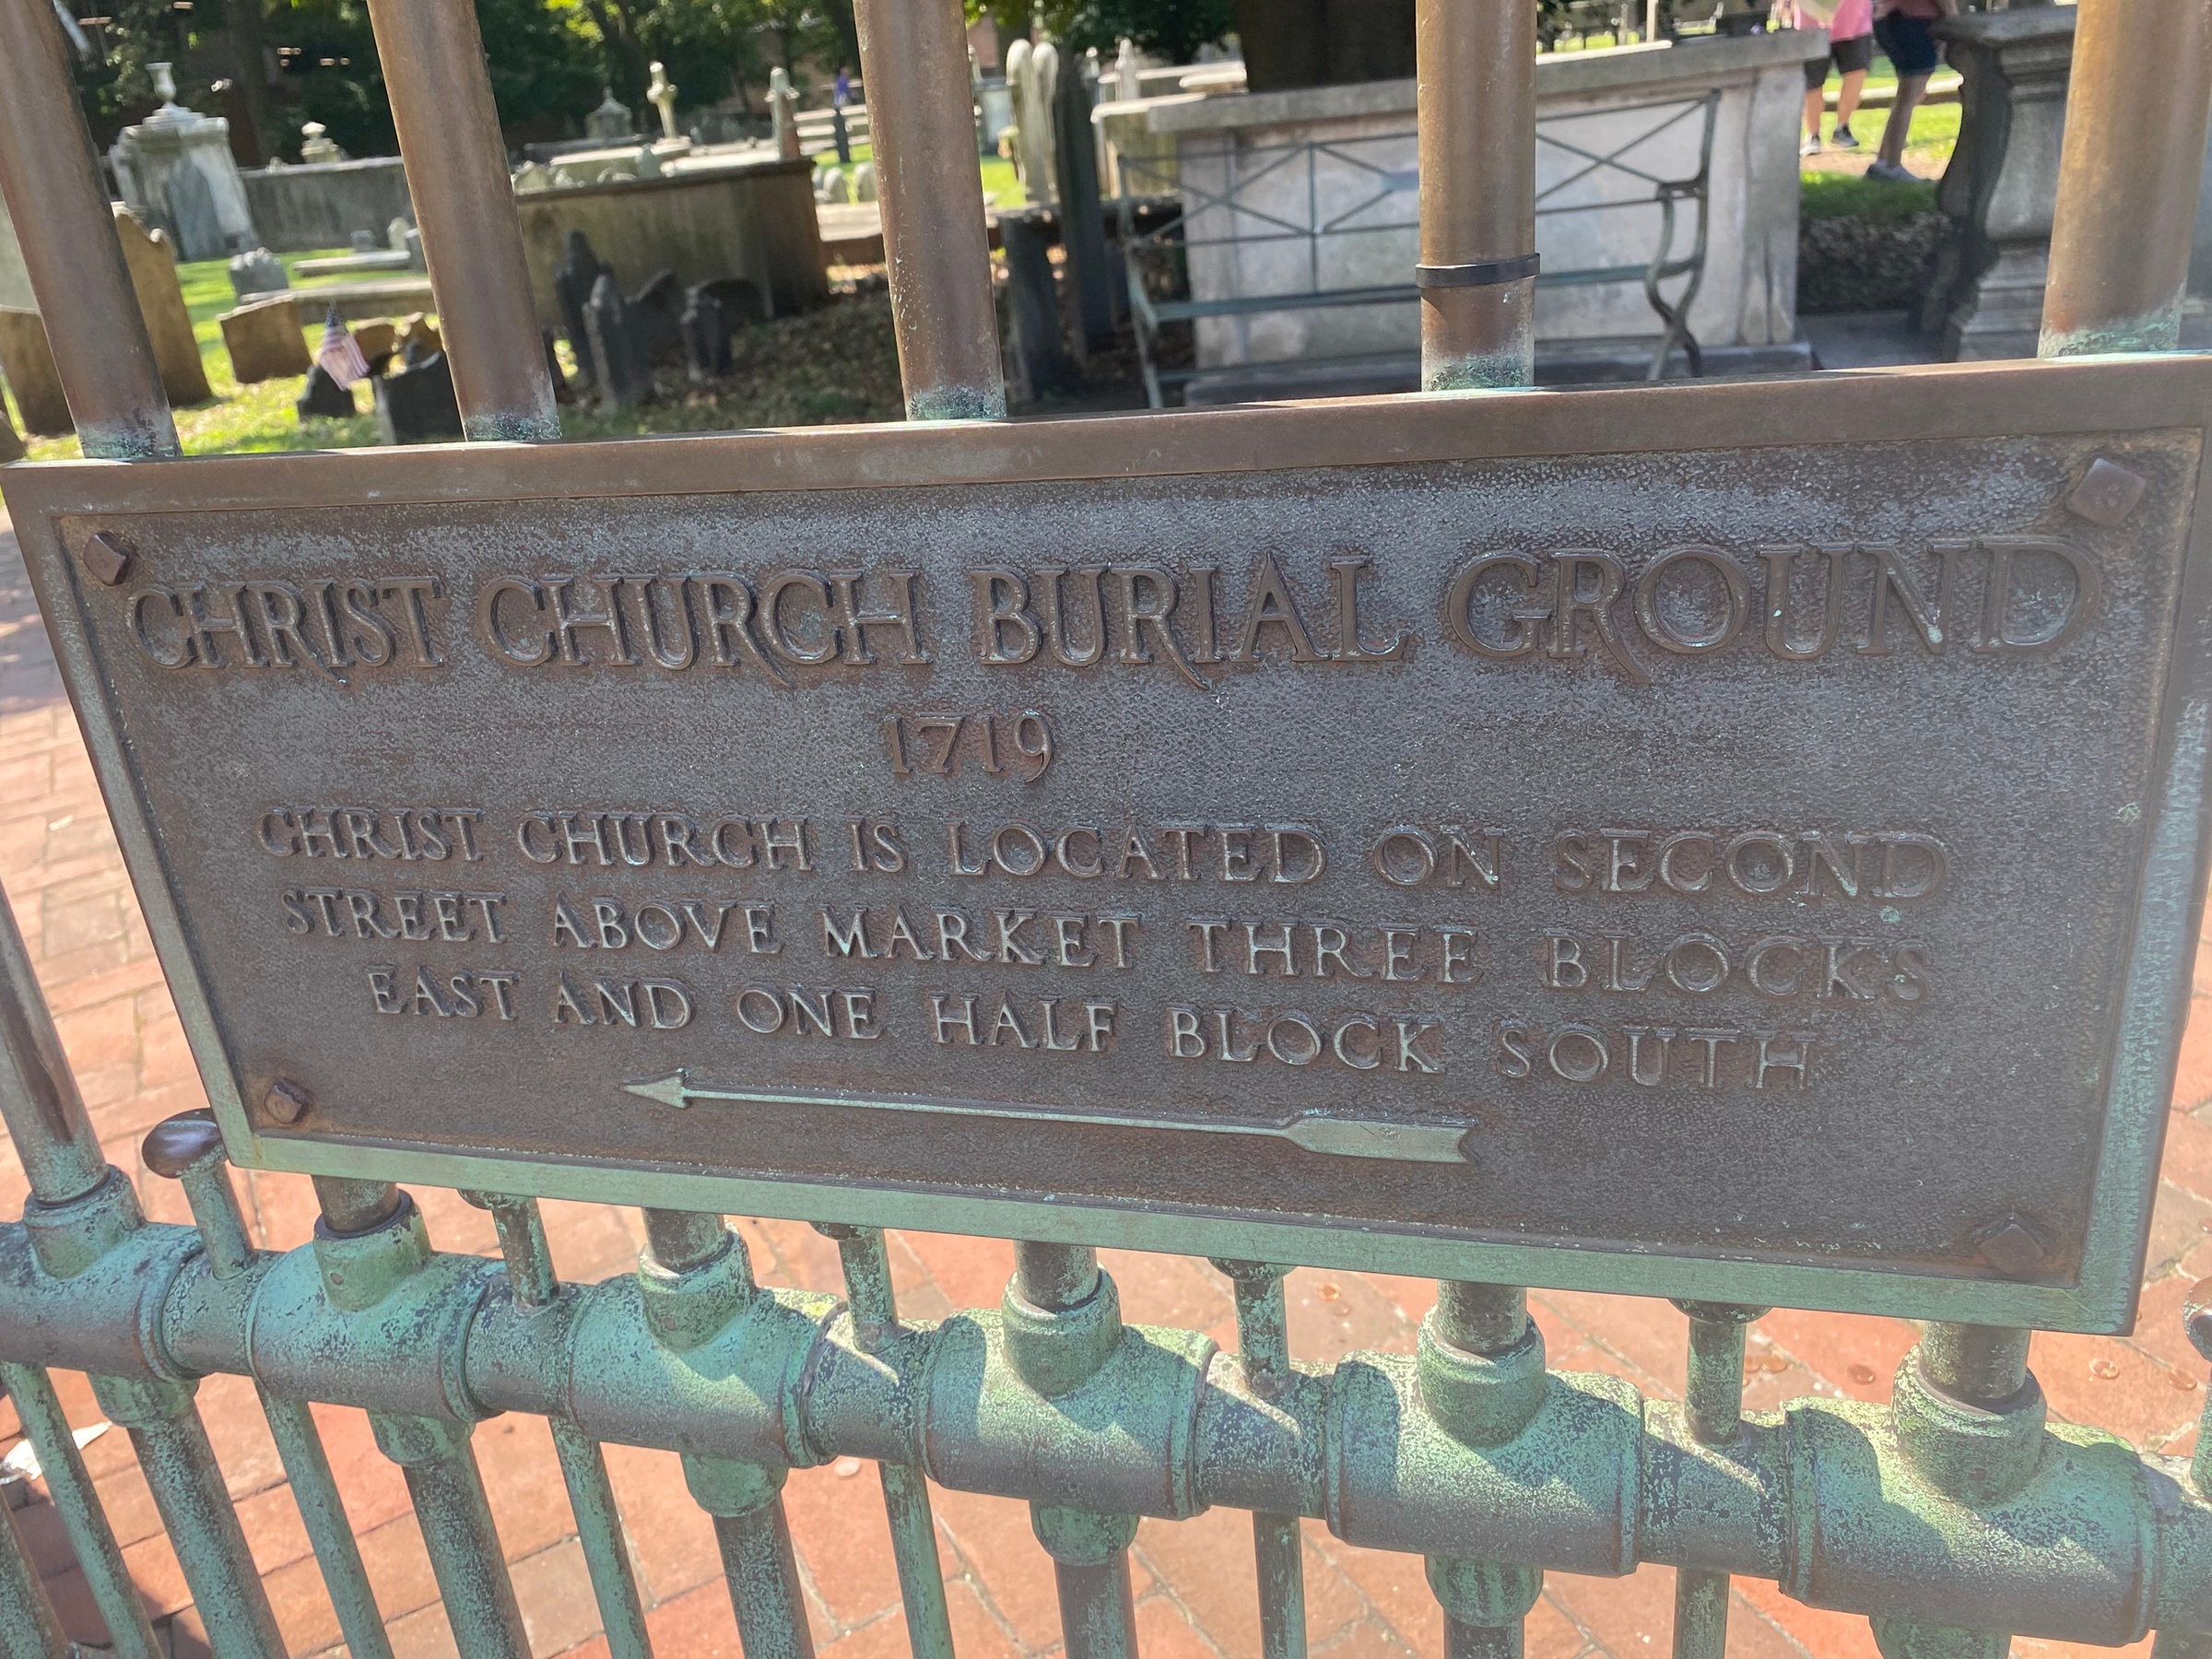 CHRIST CHURCH BURIAL GROUND
1719
CHRIST CHURCH IS LOCATED ON SECOND
STREET ABOVE MARKET THREE BLOCKS
EAST AND ONE HALF BLOCK SOUTH